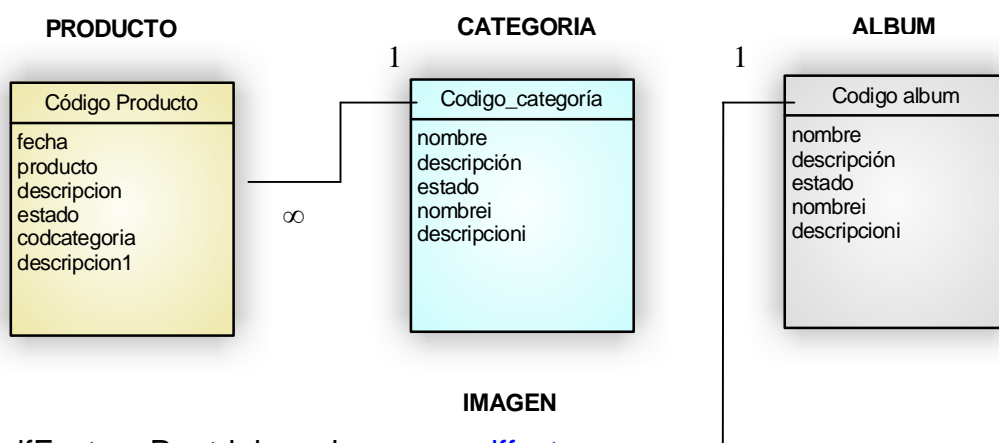 PRODUCTO
CATEGORIA
ALBUM
1
1
Código Producto
fecha
producto
descripcion
estado
codcategoria
descripcion1
∞
Codigo_categoría
nombre
descripción
estado
nombrei
descripcioni
Codigo album
nombre
descripción
estado
nombrei
descripcioni
IMAGEN